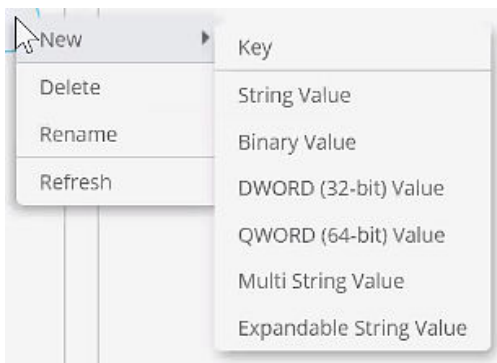 New
Delete
Rename
Refresh
Key
String Value
Binary Value
DWORD (32-bit) Value
QWORD (64-bit) Value
Multi String Value
Expandable String Value